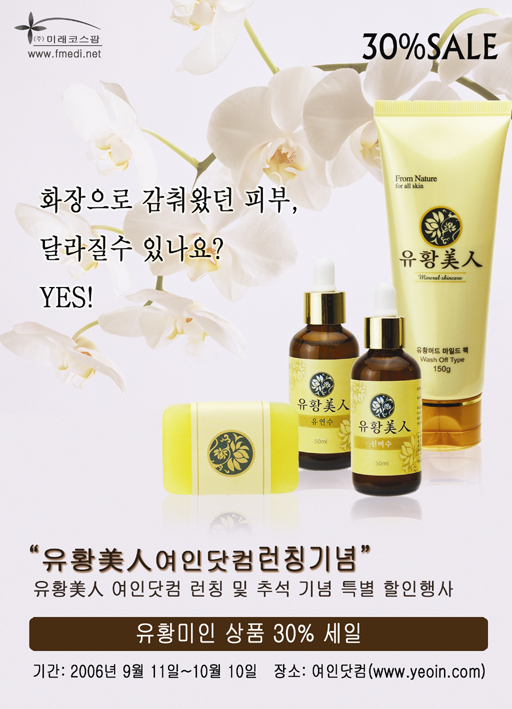 (주)미래코스팜
www.fmedi.net
30%SALE
화장으로 감춰왔던 피부,
달라질수 있나요?
YES!
From Nature
for all skin
유황美人
Mineral skincare
유황머드 마일드 팩
Wash Off Type
150g
유황美人
유연수
50ml
유황美人
신비수
50ml
“유황美人여인닷컴런칭기념”
유황美人 여인닷컴 런칭 및 추석 기념 특별 할인행사
유황미인 상품 30% 세일
기간: 2006년 9월 11일~10월 10일 장소: 여인닷컴(www.yeoin.com)